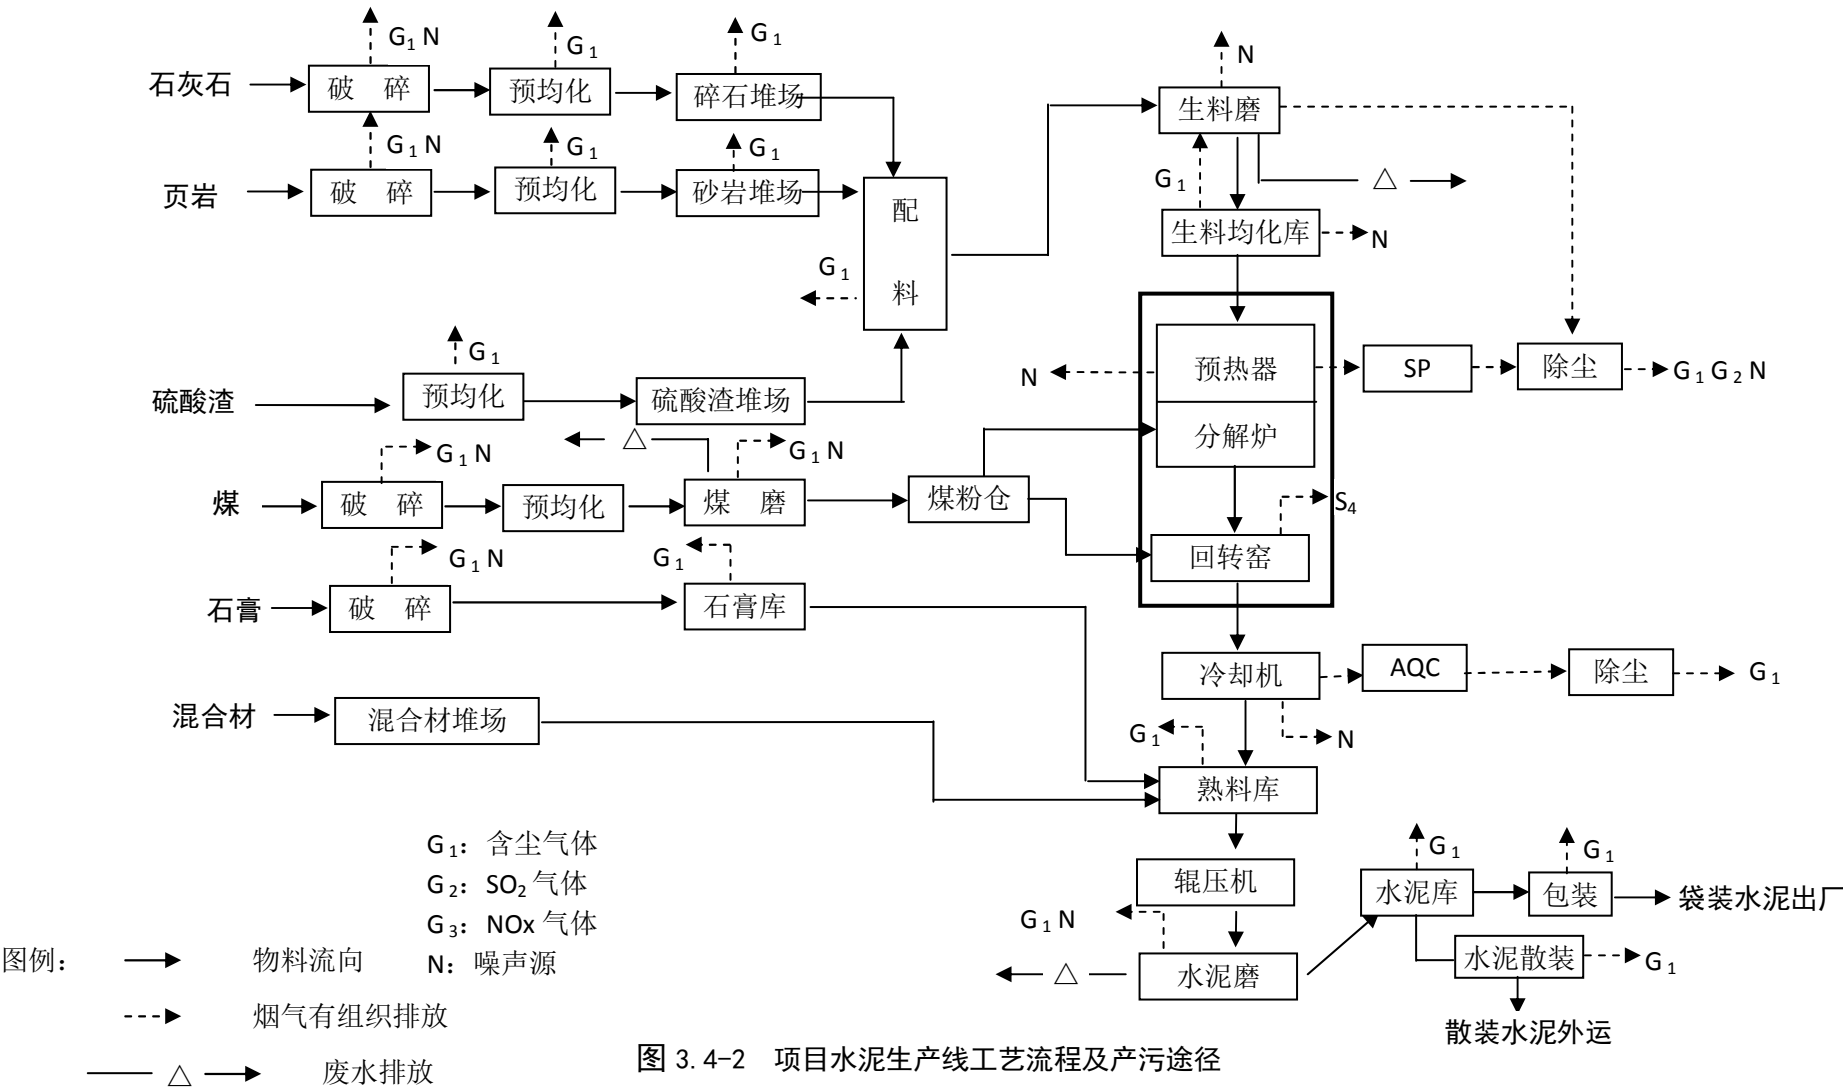 G1 N
G1
G1
N
石灰石
破 碎
预均化
碎石堆场
生料磨
G1 N
G1
G1
G1
页岩
破 碎
预均化
砂岩堆场
配
料
△
生料均化库
N
G1
G1
预热器
SP
除尘
G1 G2 N
N
硫酸渣
预均化
硫酸渣堆场
分解炉
△
G1 N
G1 N
煤
破 碎
预均化
煤 磨
煤粉仓
S4
回转窑
G1 N
G1
石膏
破 碎
石膏库
冷却机
AQC
除尘
G1
混合材
混合材堆场
G1
N
熟料库
G1：含尘气体
G2：SO2 气体
G3：NOx 气体
N：噪声源
辊压机
G1
G1
水泥库
包装
袋装水泥出厂
G1 N
△
水泥磨
水泥散装
G1
散装水泥外运
图例：
物料流向
烟气有组织排放
△
废水排放
图 3.4-2 项目水泥生产线工艺流程及产污途径